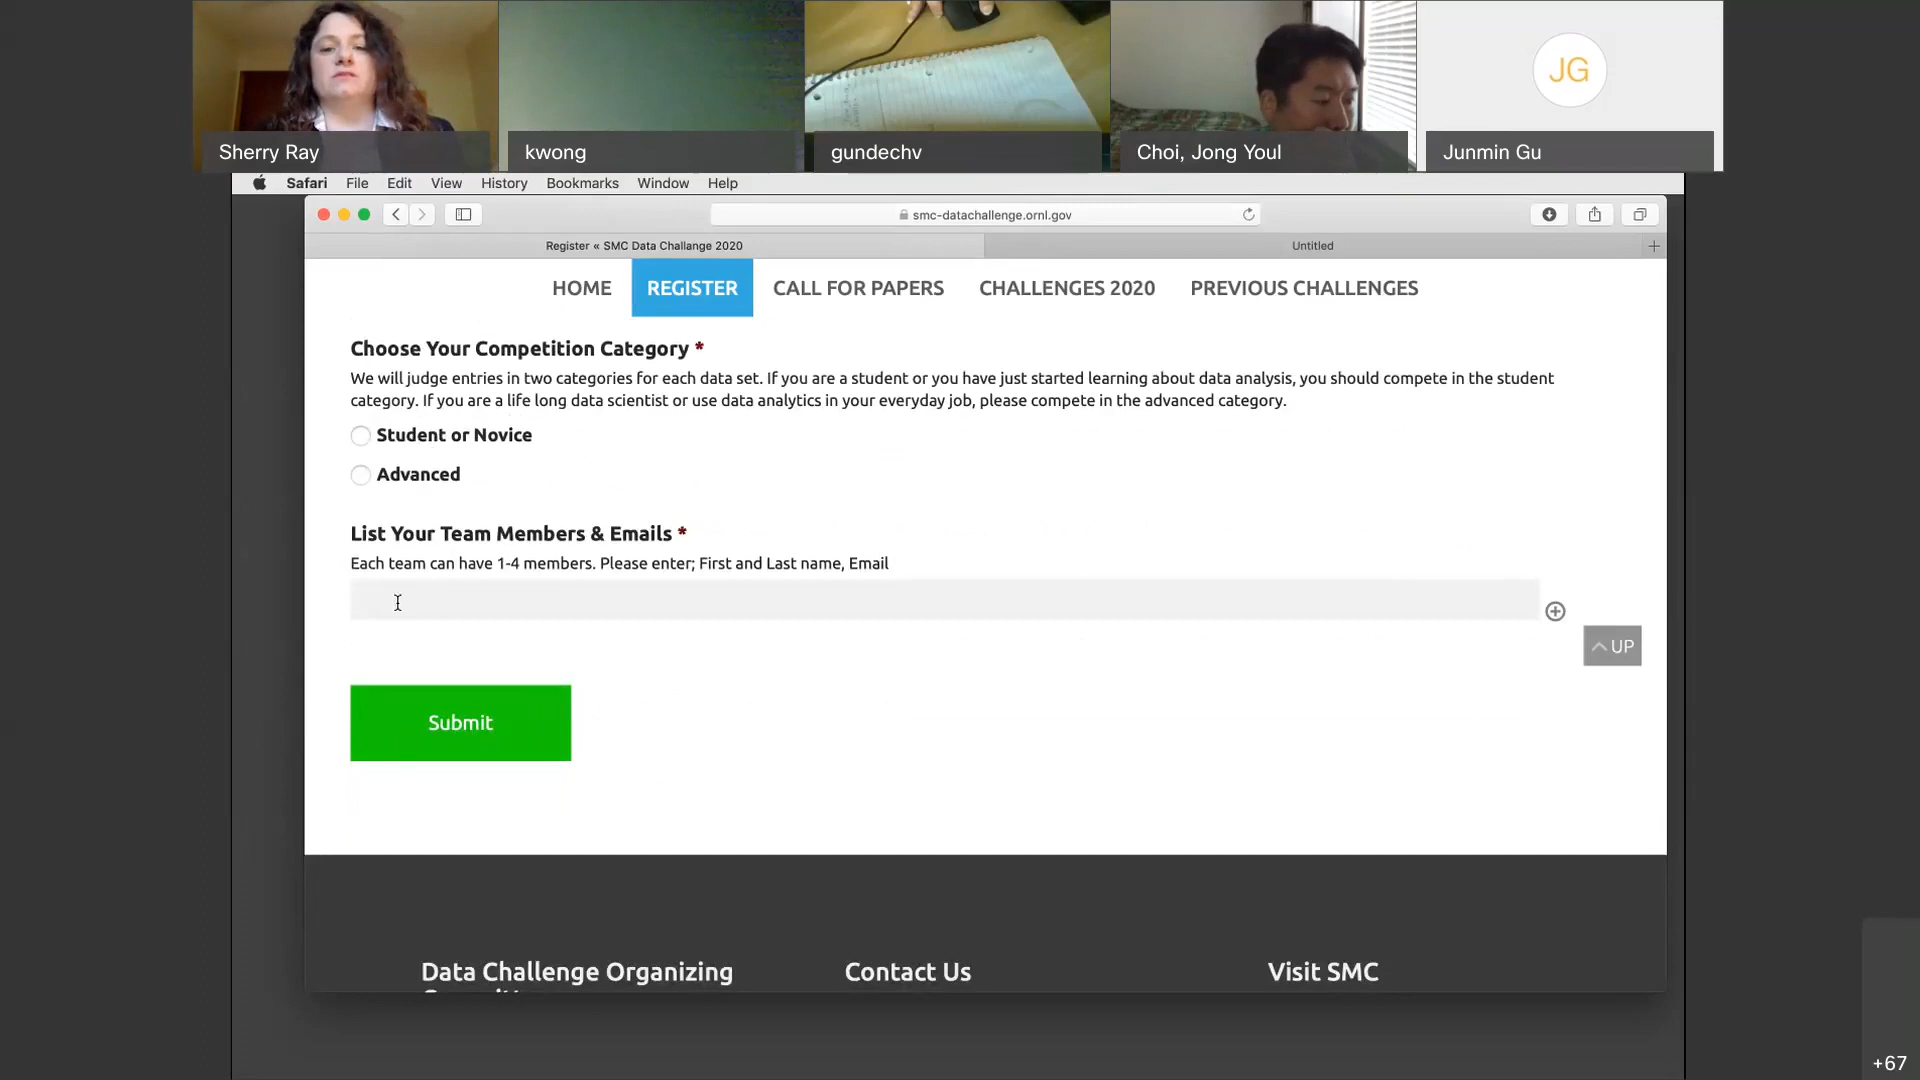 JG
Sherry Ray
kwong
gundechv
Choi, Jong Youl
Junmin Gu
Safari File Edit View History Bookmarks Window Help
smc-datachallenge.ornl.gov
Register « SMC Data Challange 2020
Untitled
HOME REGISTER CALL FOR PAPERS CHALLENGES 2020 PREVIOUS CHALLENGES
Choose Your Competition Category *
We will judge entries in two categories for each data set. If you are a student or you have just started learning about data analysis, you should compete in the student
category. If you are a life long data scientist or use data analytics in your everyday job, please compete in the advanced category.
Student or Novice
Advanced
List Your Team Members & Emails *
Each team can have 1-4 members. Please enter; First and Last name, Email
UP
Submit
Data Challenge Organizing
Contact Us
Visit SMC
+67